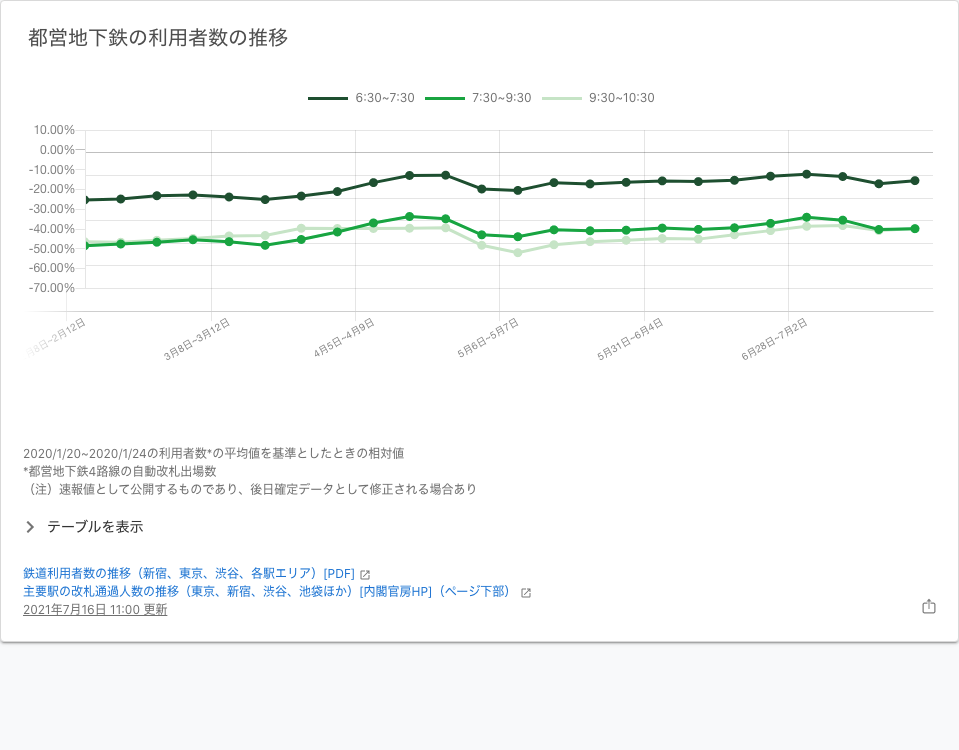 都営地下鉄の利用者数の推移
6:30~7:30 7:30~9:30 9:30~10:30
10.00%
0.00%
-10.00%
-20.00%
-30.00%
-40.00%
-50.00%
-60.00%
-70.00%
8日~2月12日 3月8日~3月12日 4月5日~4月9日 5月6日~5月7日 5月31日~6月4日 6月28日~7月2日
2020/1/20~2020/1/24の利用者数*の平均値を基準としたときの相対値
*都営地下鉄4路線の自動改札出場数
（注）速報値として公開するものであり、後日確定データとして修正される場合あり
テーブルを表示
鉄道利用者数の推移（新宿、東京、渋谷、各駅エリア）[PDF]
主要駅の改札通過人数の推移（東京、新宿、渋谷、池袋ほか）[内閣官房HP]（ページ下部）
2021年7月16日 11:00 更新